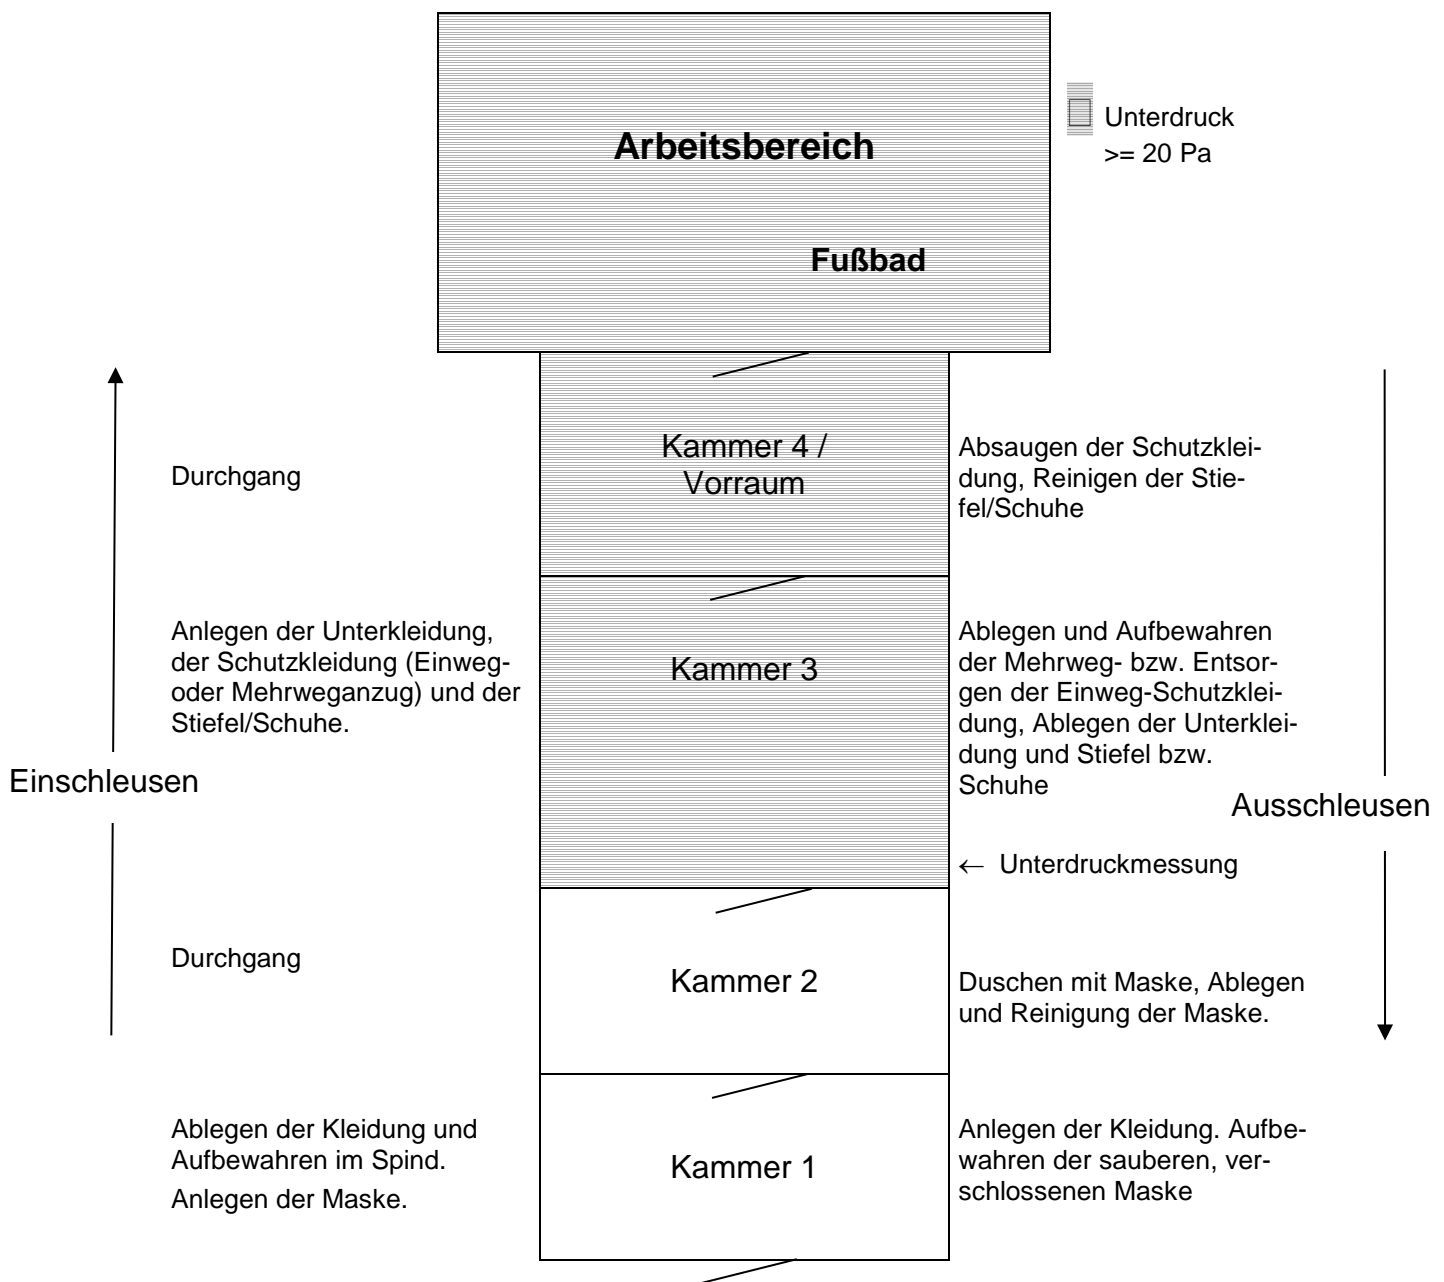 Arbeitsbereich
Unterdruck
>= 20 Pa
Fußbad
Durchgang
Kammer 4 /
Vorraum
Absaugen der Schutzklei-
dung, Reinigen der Stie-
fel/Schuhe
Anlegen der Unterkleidung,
der Schutzkleidung (Einweg-
oder Mehrweganzug) und der
Stiefel/Schuhe.
Kammer 3
Ablegen und Aufbewahren
der Mehrweg- bzw. Entsor-
gen der Einweg-Schutzklei-
dung, Ablegen der Unterklei-
dung und Stiefel bzw.
Schuhe
Einschleusen
Ausschleusen
← Unterdruckmessung
Durchgang
Kammer 2
Duschen mit Maske, Ablegen
und Reinigung der Maske.
Ablegen der Kleidung und
Aufbewahren im Spind.
Anlegen der Maske.
Kammer 1
Anlegen der Kleidung. Aufbe-
wahren der sauberen, ver-
schlossenen Maske